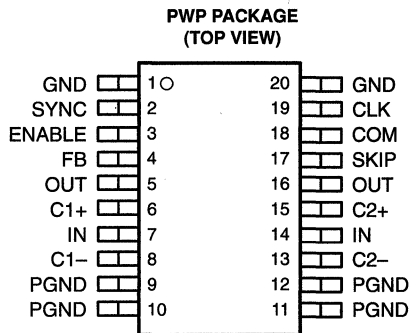 PWP PACKAGE
(TOP VIEW)
GND 1 20 GND
SYNC 2 19 CLK
ENABLE 3 18 COM
FB 4 17 SKIP
OUT 5 16 OUT
C1+ 6 15 C2+
IN 7 14 IN
C1– 8 13 C2–
PGND 9 12 PGND
PGND 10 11 PGND